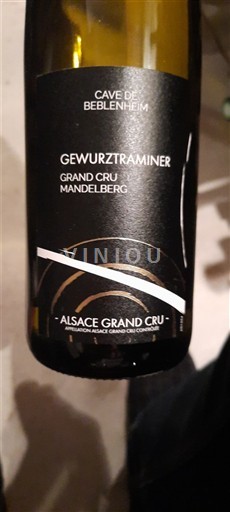 CAVE DE
BEBLENHEIM
GEWURZTRAMINER
GRAND CRU
MANDELBERG
VINIOU
- ALSACE GRAND CRU -
APPELLATION ALSACE GRAND CRU CONTRÔLÉE